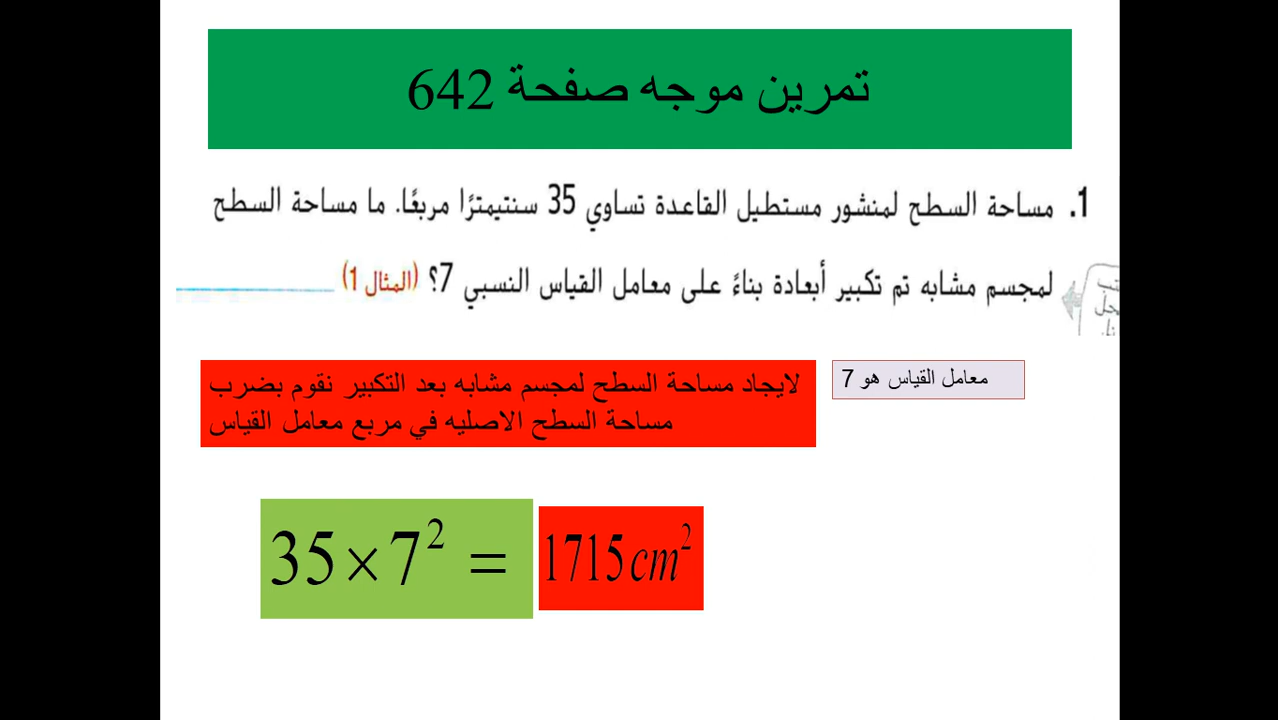 تمرين موجه صفحة 642
1. مساحة السطح لمنشور مستطيل القاعدة تساوي 35 سنتيمترًا مربعًا. ما مساحة السطح
لمجسم مشابه تم تكبير أبعادة بناءً على معامل القياس النسبي 7؟ (المثال 1)
معامل القياس هو 7
لايجاد مساحة السطح لمجسم مشابه بعد التكبير نقوم بضرب
مساحة السطح الاصليه في مربع معامل القياس
35×7² = 1715cm²